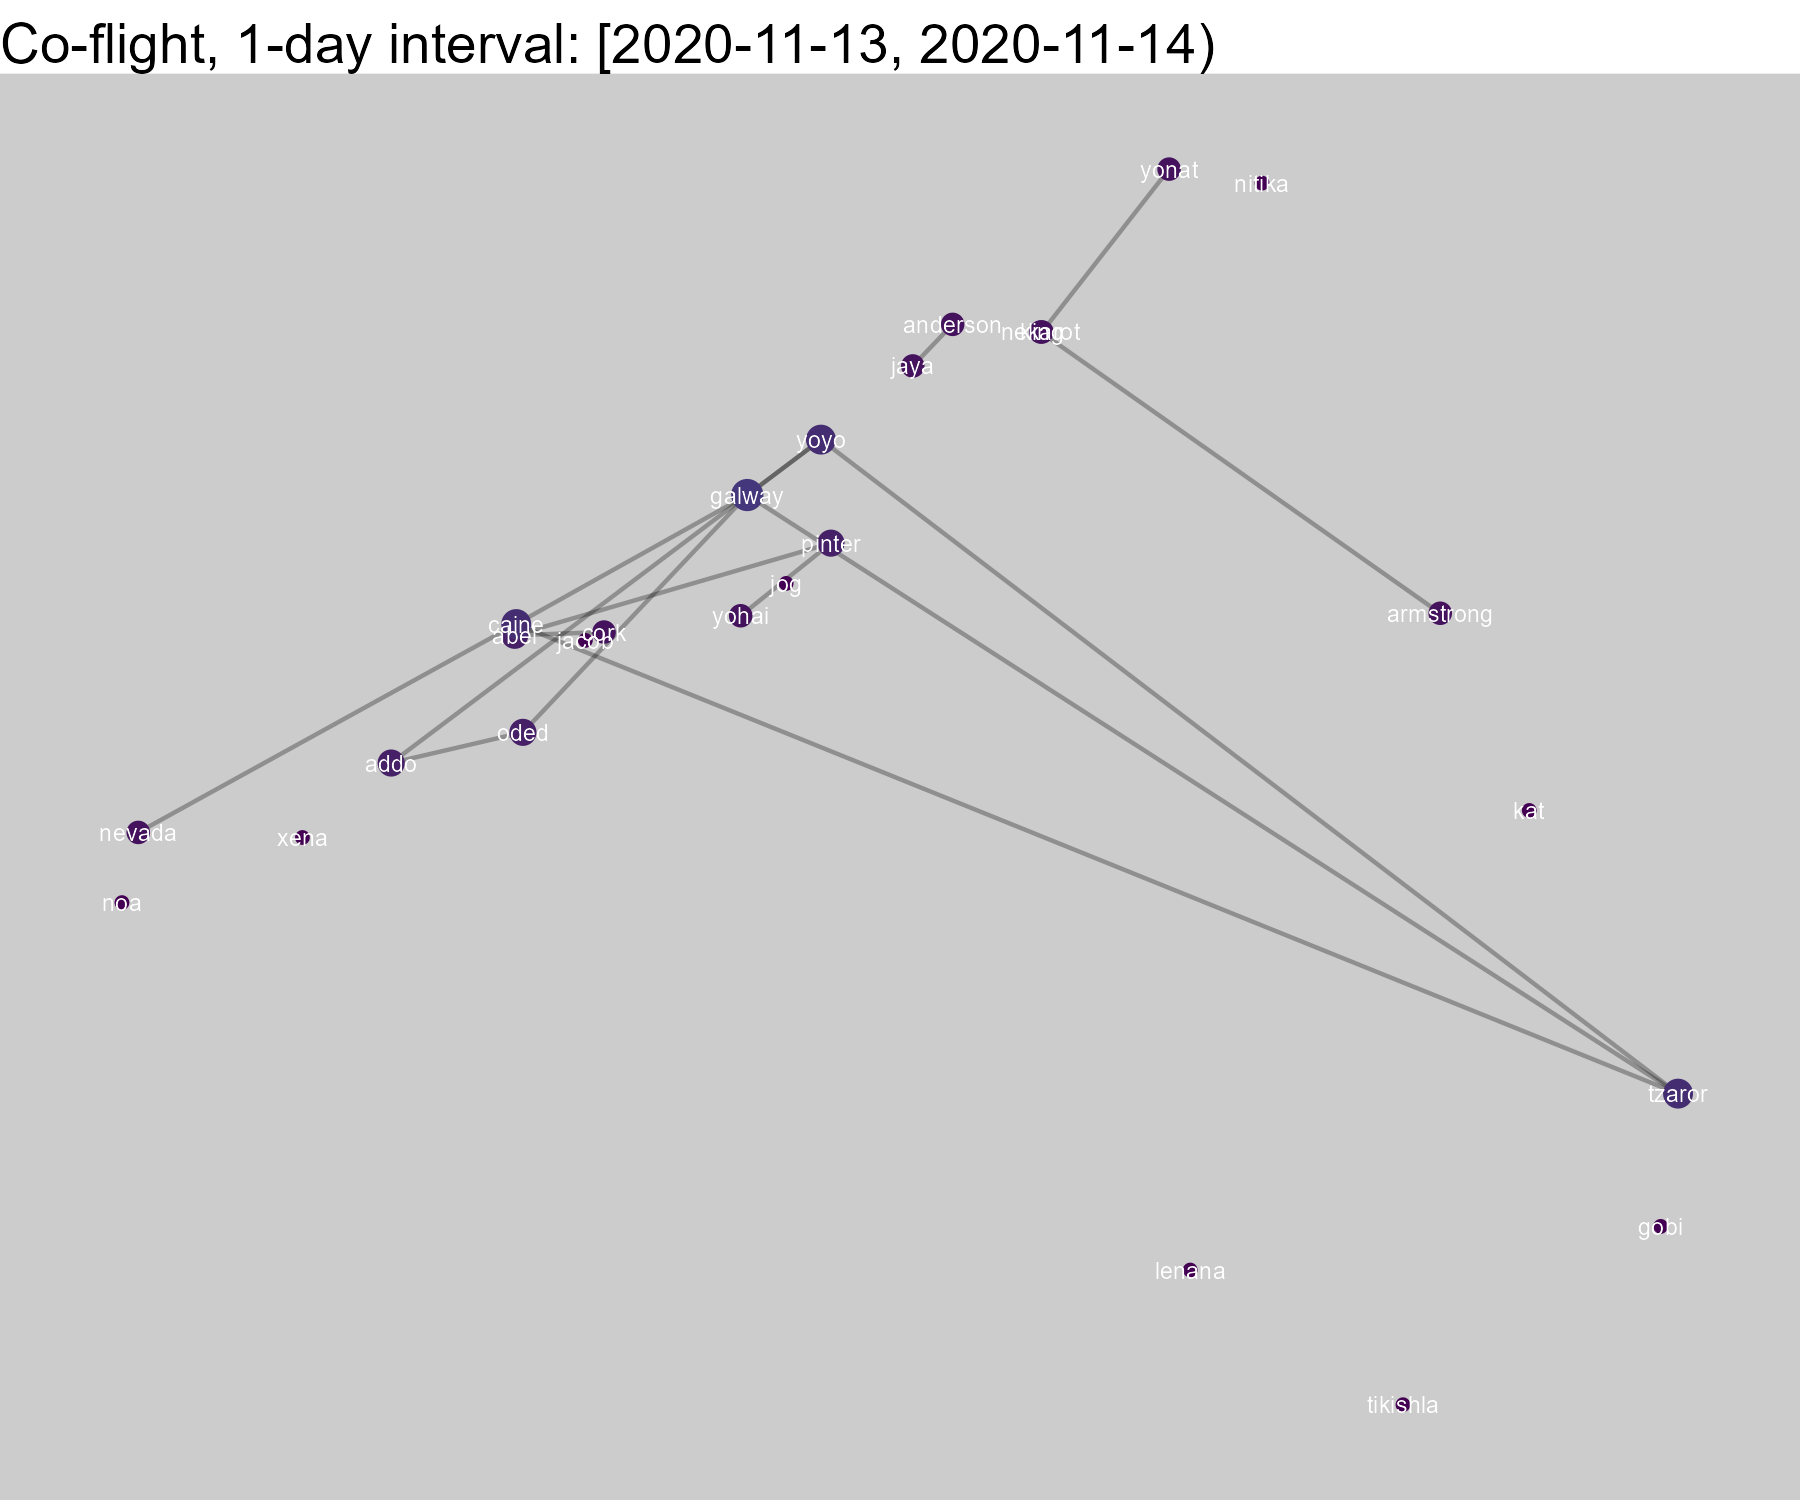 Co-flight, 1-day interval: [2020-11-13, 2020-11-14)
yonat
nitika
anderson
jaya
yoyo
galway
pinter
jog
yohai
armstrong
caine
abel
cork
jacob
oded
addo
kat
nevada
xena
noa
tzaror
gobi
lenana
tikishla